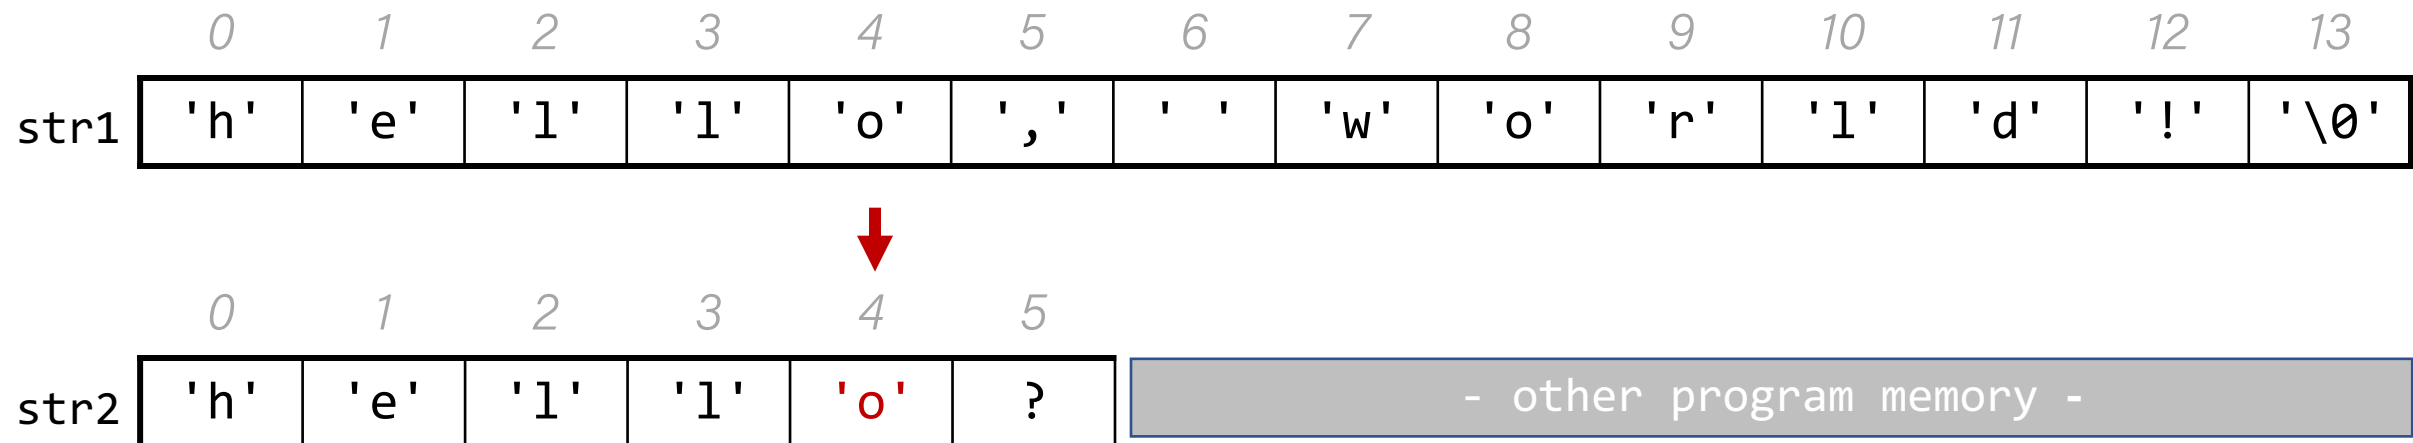 0 1 2 3 4 5 6 7 8 9 10 11 12 13
str1 'h' 'e' 'l' 'l' 'o' ',' ' ' 'w' 'o' 'r' 'l' 'd' '!' '\0'
0 1 2 3 4 5
str2 'h' 'e' 'l' 'l' 'o' ? - other program memory -